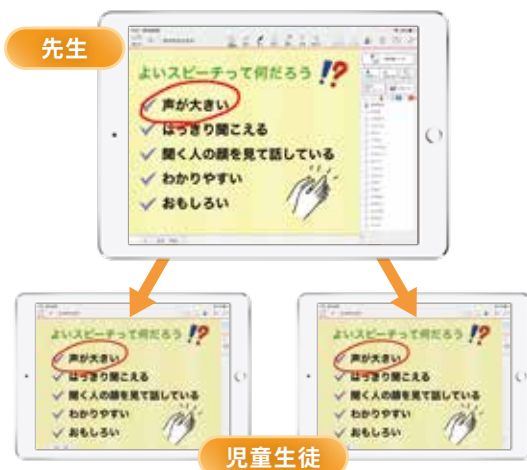 先生
よいスピーチって何だろう !?
声が大きい
はっきり聞こえる
聞く人の顔を見て話している
わかりやすい
おもしろい
よいスピーチって何だろう !?
声が大きい
はっきり聞こえる
聞く人の顔を見て話している
わかりやすい
おもしろい
よいスピーチって何だろう !?
声が大きい
はっきり聞こえる
聞く人の顔を見て話している
わかりやすい
おもしろい
児童生徒